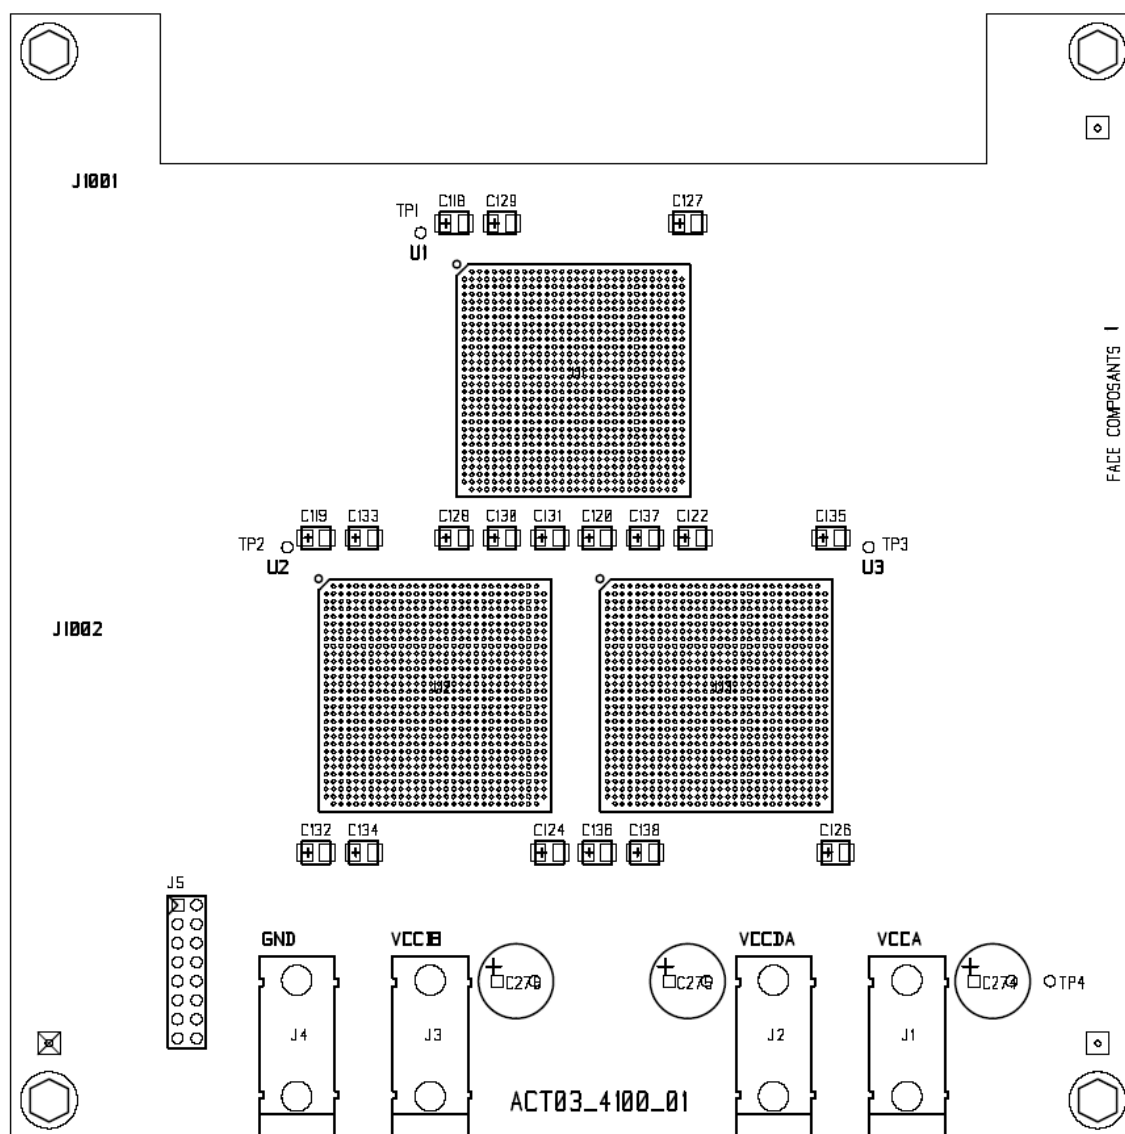 J1001
C118 C129 C127
TP1
U1
FACE COMPOSANTS 1
C119 C133 C128 C130 C131 C120 C137 C122 C135
TP2 TP3
U2 U3
J1002
C132 C134 C124 C136 C138 C126
J5
GND VCCIB VCCDA VCCA
C274 TP4
J4 J3 J2 J1
ACT03_4100_01